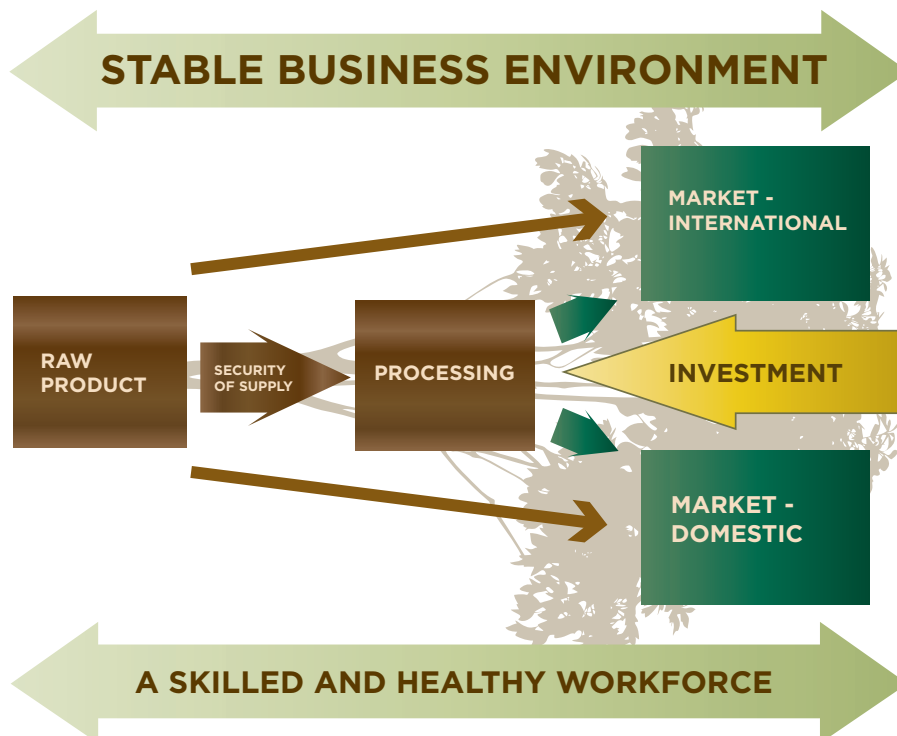 STABLE BUSINESS ENVIRONMENT
MARKET -
INTERNATIONAL
RAW
PRODUCT
SECURITY
OF SUPPLY
PROCESSING
INVESTMENT
MARKET -
DOMESTIC
A SKILLED AND HEALTHY WORKFORCE